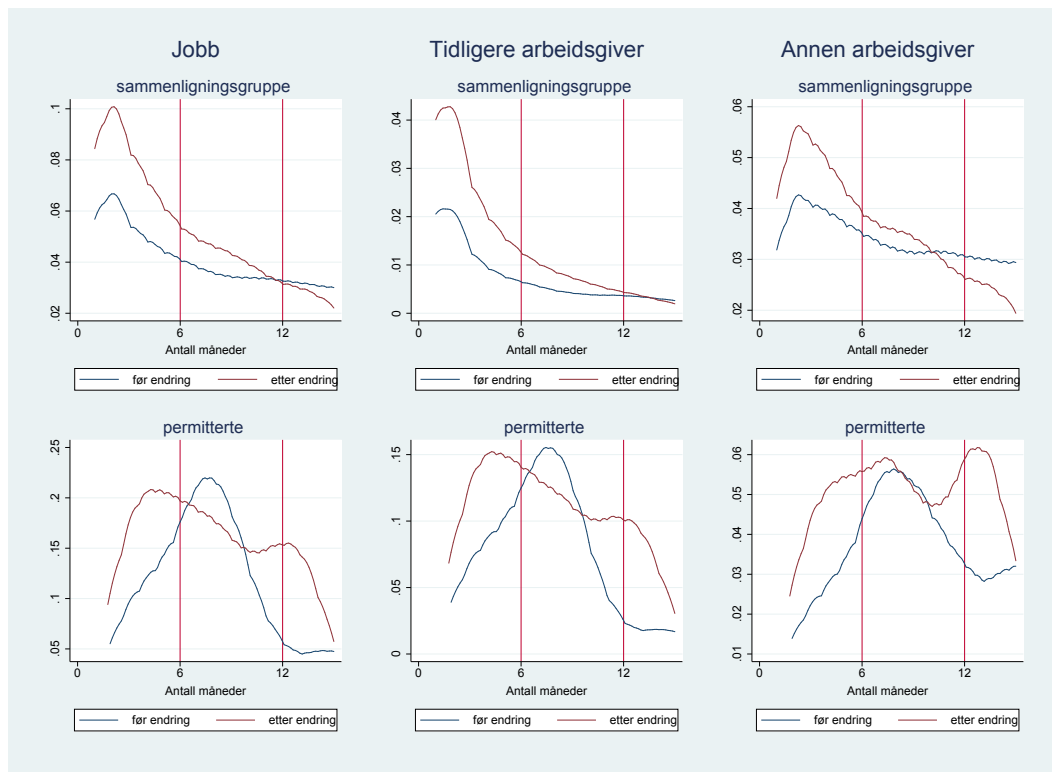 Jobb
Tidligere arbeidsgiver
Annen arbeidsgiver
sammenligningsgruppe
.1
.08
.06
.04
.02
0 6 12
Antall måneder
før endring etter endring
sammenligningsgruppe
.04
.03
.02
.01
0
0 6 12
Antall måneder
før endring etter endring
sammenligningsgruppe
.06
.05
.04
.03
.02
0 6 12
Antall måneder
før endring etter endring
permitterte
.25
.2
.15
.1
.05
0 6 12
Antall måneder
før endring etter endring
permitterte
.15
.1
.05
0
0 6 12
Antall måneder
før endring etter endring
permitterte
.06
.05
.04
.03
.02
.01
0 6 12
Antall måneder
før endring etter endring